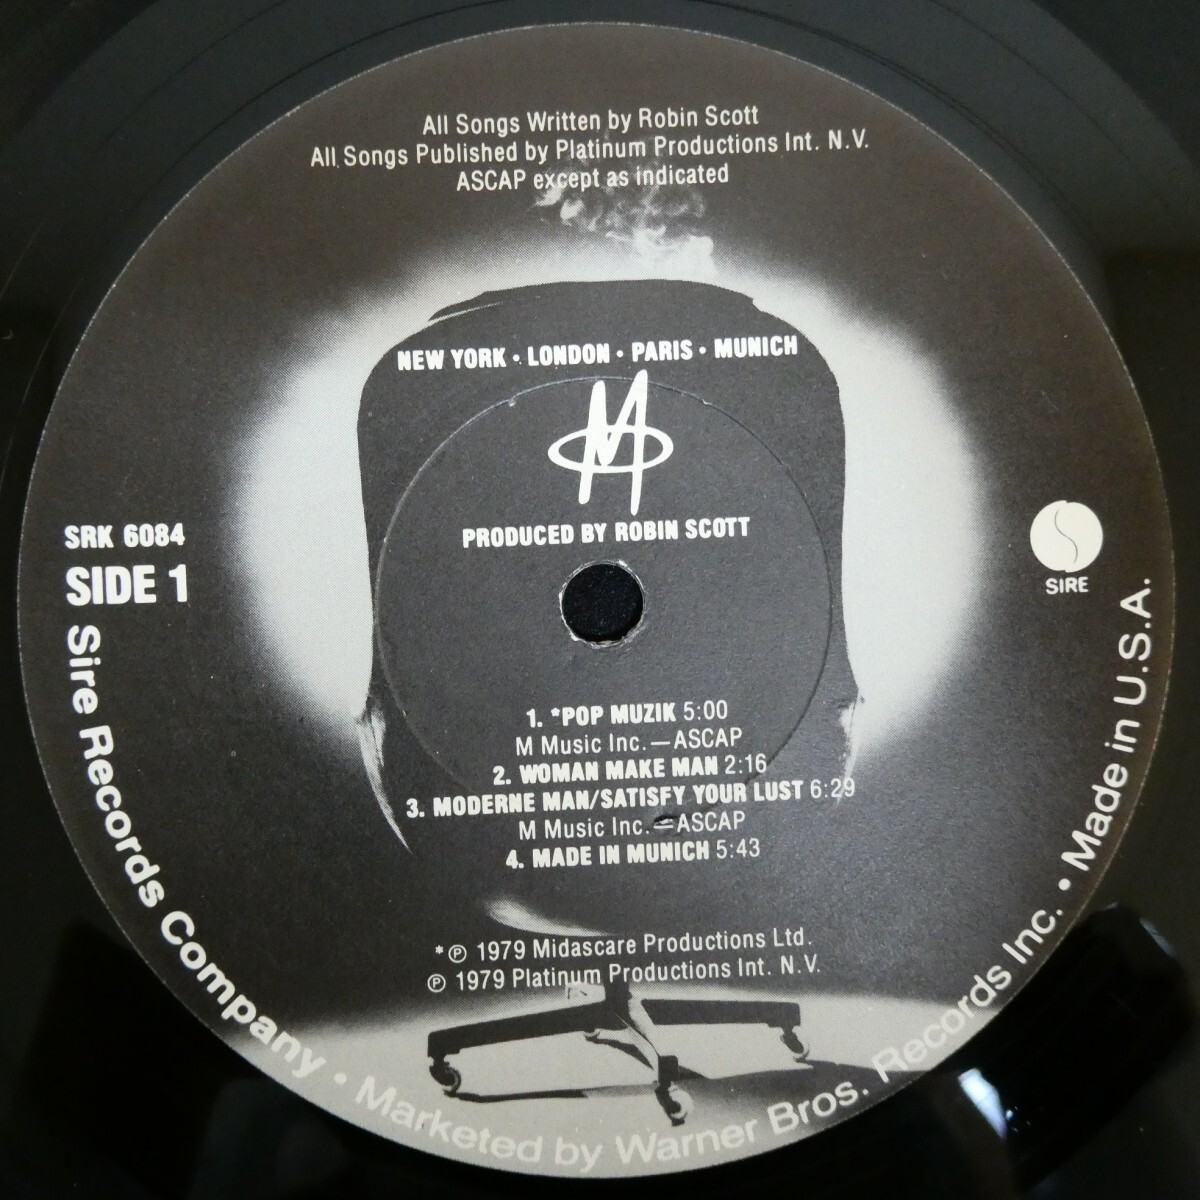 All Songs Written by Robin Scott
All Songs Published by Platinum Productions Int. N.V.
ASCAP except as indicated
NEW YORK • LONDON • PARIS • MUNICH
M
PRODUCED BY ROBIN SCOTT
SRK 6084
SIDE 1
SIRE
1. *POP MUZIK 5:00
M Music Inc.—ASCAP
2. WOMAN MAKE MAN 2:16
3. MODERNE MAN/SATISFY YOUR LUST 6:29
M Music Inc.—ASCAP
4. MADE IN MUNICH 5:43
*℗ 1979 Midascare Productions Ltd.
℗ 1979 Platinum Productions Int. N.V.
Sire Records Company • Marketed by Warner Bros. Records Inc. • Made in U.S.A.